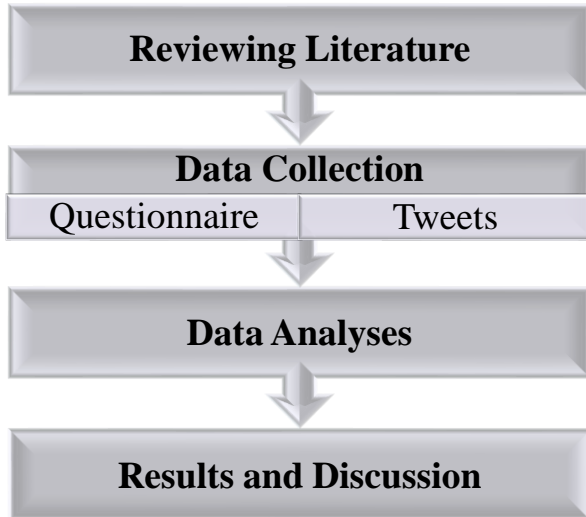 Reviewing Literature
Data Collection
Questionnaire Tweets
Data Analyses
Results and Discussion